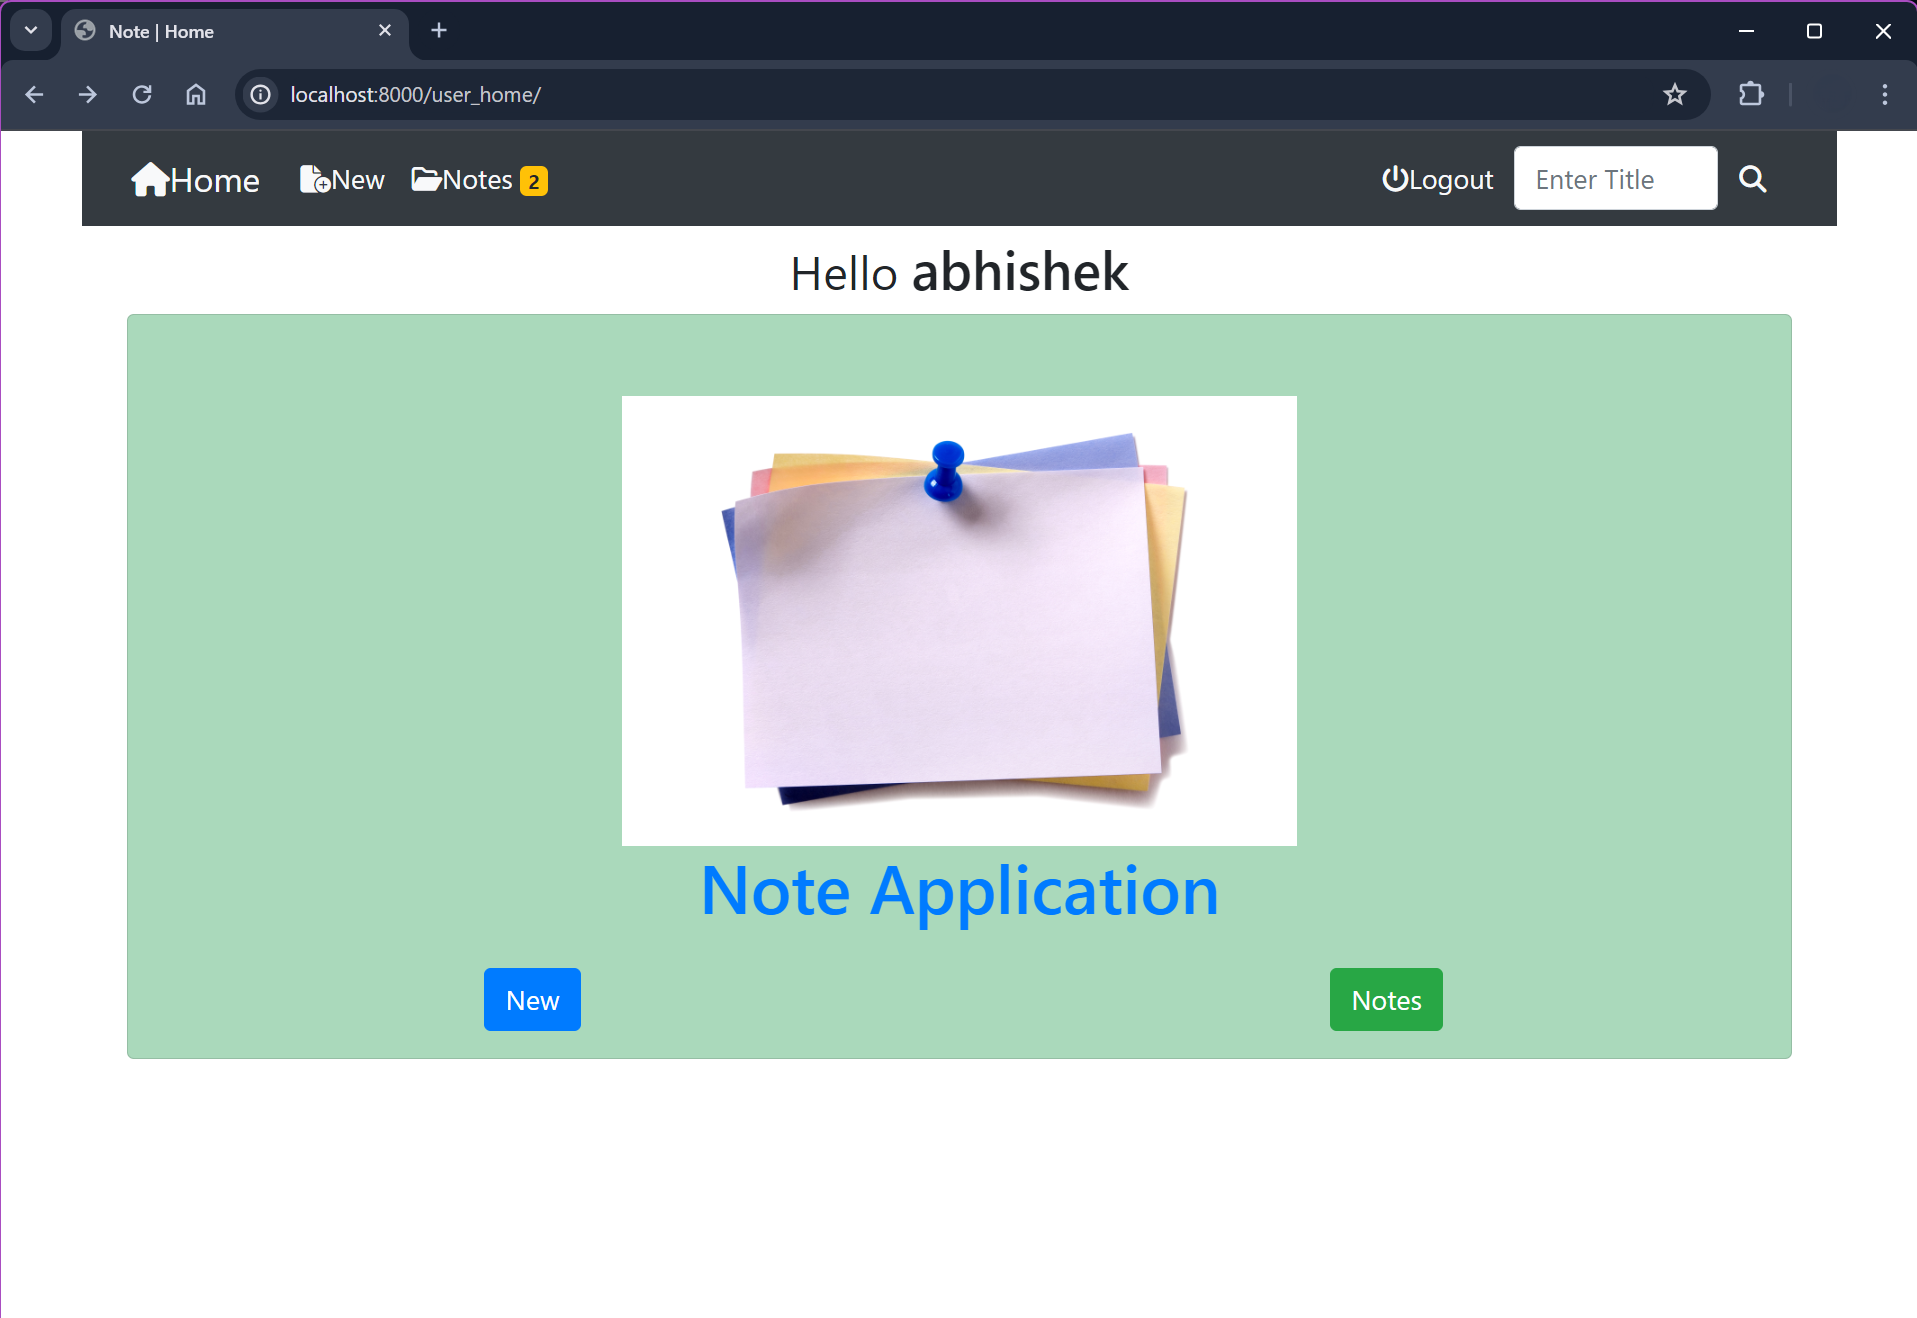 Note | Home
localhost:8000/user_home/
Home New Notes 2 Logout Enter Title
Hello abhishek
Note Application
New Notes